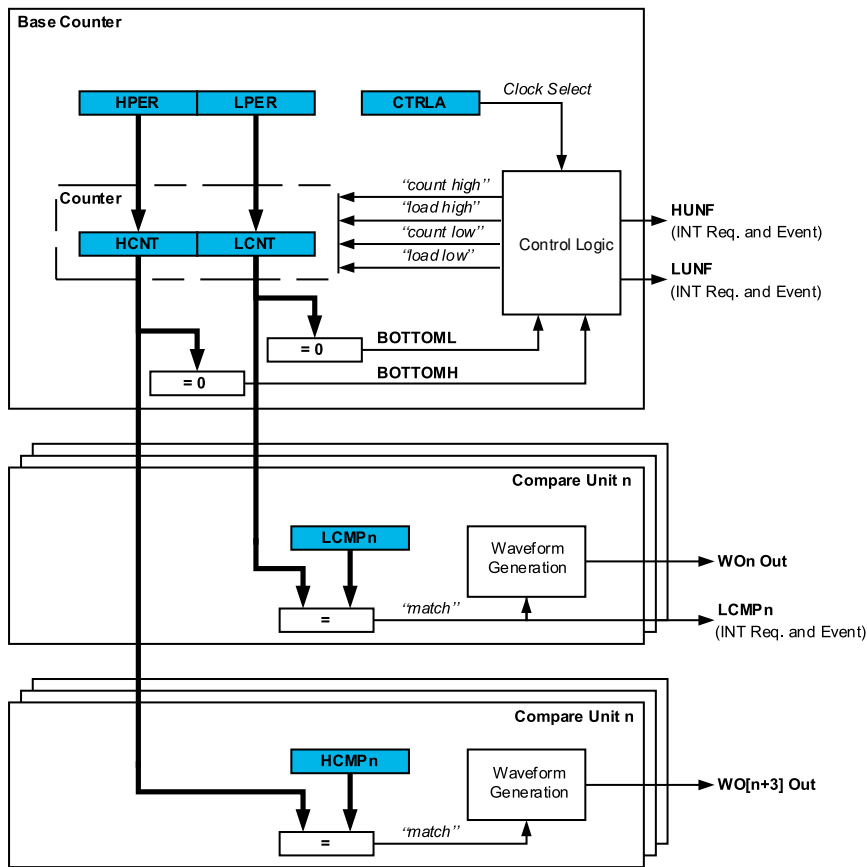 Base Counter
HPER LPER CTRLA
Clock Select
Counter
“count high”
“load high”
“count low”
“load low”
Control Logic
HUNF
(INT Req. and Event)
LUNF
(INT Req. and Event)
HCNT LCNT
= 0
BOTTOML
= 0
BOTTOMH
Compare Unit n
LCMPn
Waveform
Generation
=
“match”
WOn Out
LCMPn
(INT Req. and Event)
Compare Unit n
HCMPn
Waveform
Generation
=
“match”
WO[n+3] Out